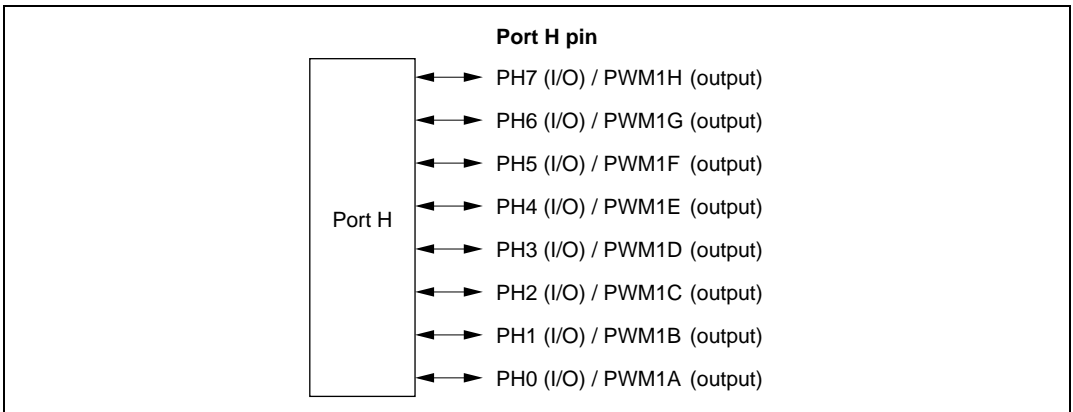 Port H pin
PH7 (I/O) / PWM1H (output)
PH6 (I/O) / PWM1G (output)
PH5 (I/O) / PWM1F (output)
PH4 (I/O) / PWM1E (output)
Port H
PH3 (I/O) / PWM1D (output)
PH2 (I/O) / PWM1C (output)
PH1 (I/O) / PWM1B (output)
PH0 (I/O) / PWM1A (output)